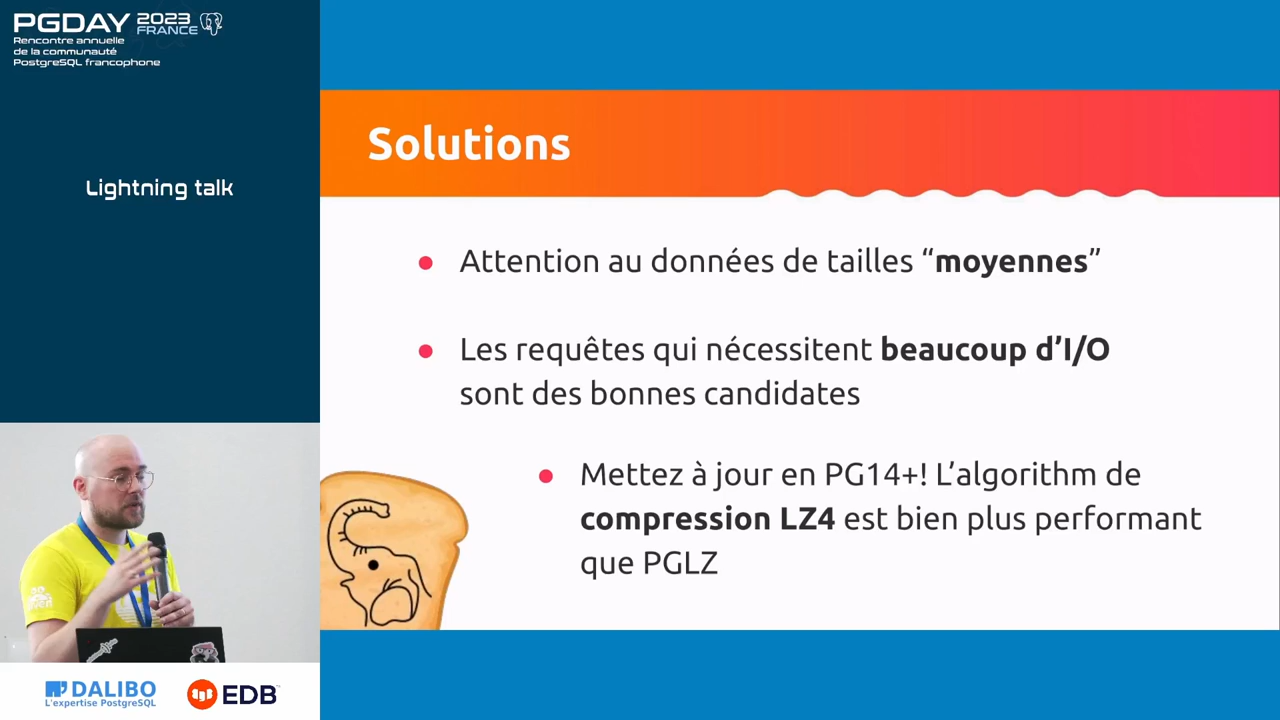 PGDAY 2023 FRANCE
Rencontre annuelle
de la communauté
PostgreSQL francophone
Lightning talk
Solutions
Attention au données de tailles “moyennes”
Les requêtes qui nécessitent beaucoup d’I/O
sont des bonnes candidates
Mettez à jour en PG14+! L’algorithm de
compression LZ4 est bien plus performant
que PGLZ
DALIBO
L'expertise PostgreSQL
EDB